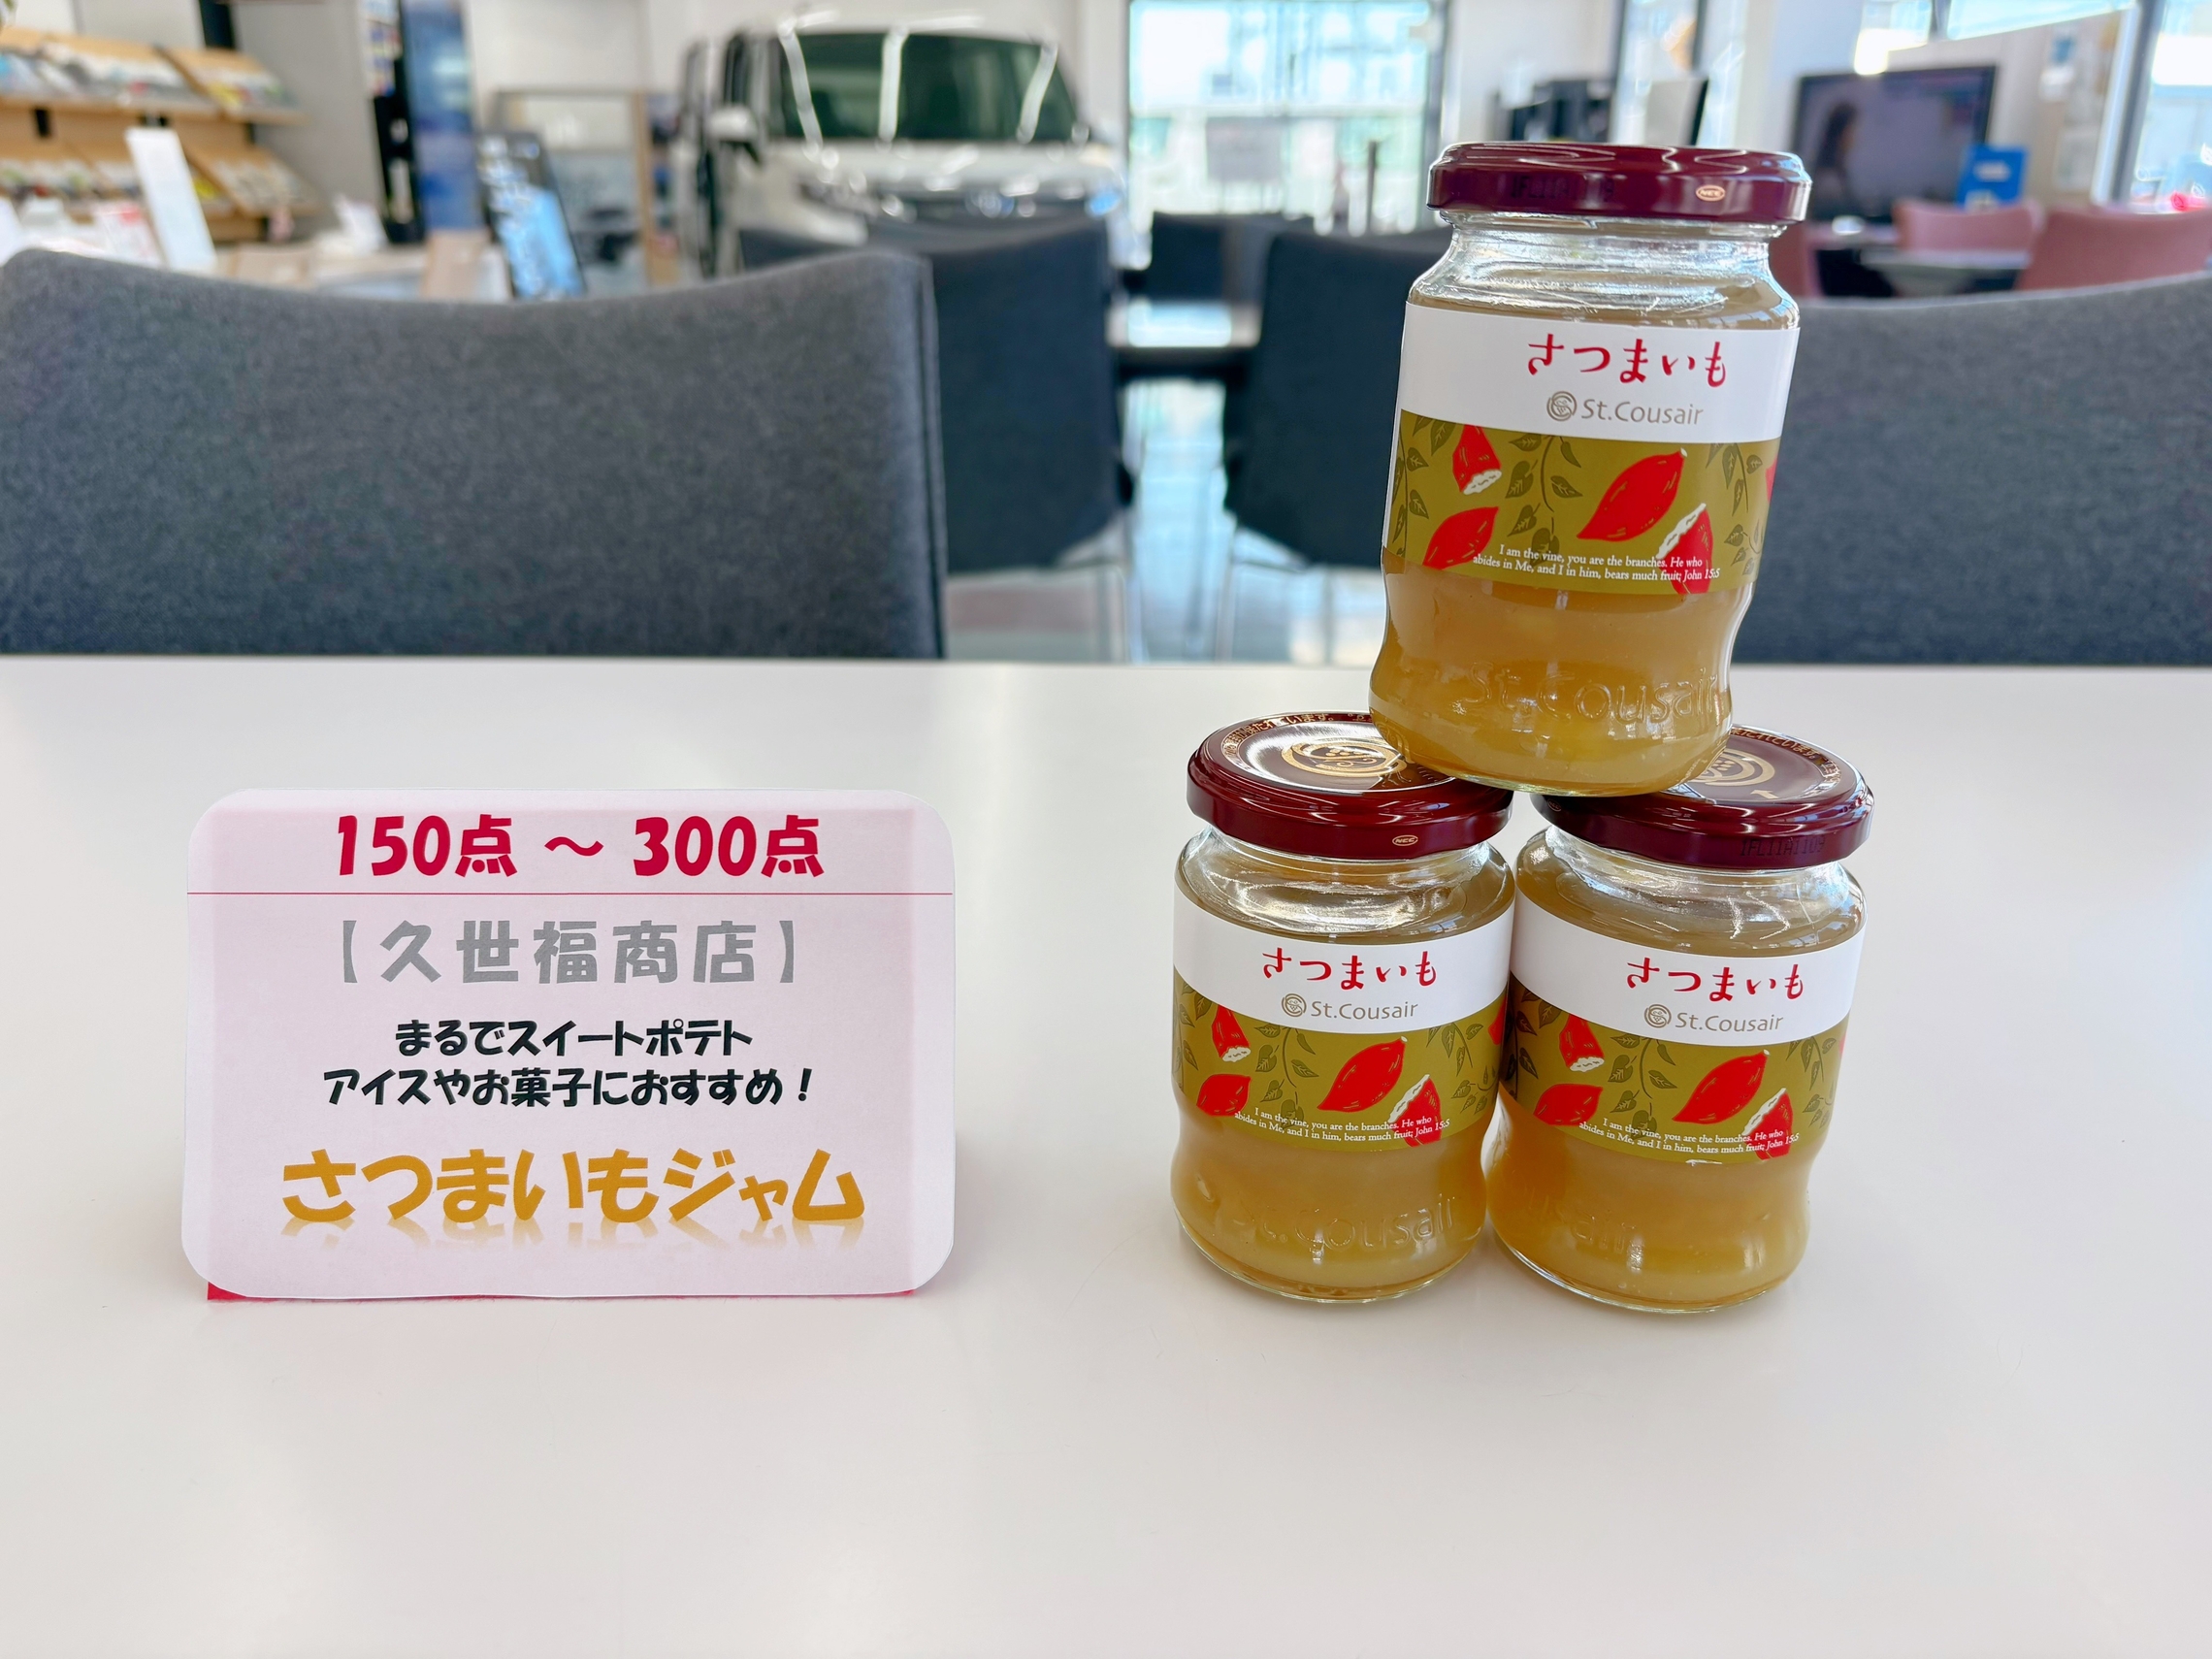 150点 ～ 300点
【久世福商店】
まるでスイートポテト
アイスやお菓子におすすめ！
さつまいもジャム
さつまいも
St.Cousair
I am the vine, you are the branches. He who
abides in Me, and I in him, bears much fruit; John 15:5
St.Cousair
さつまいも
St.Cousair
I am the vine, you are the branches. He who
abides in Me, and I in him, bears much fruit; John 15:5
St.Cousair
さつまいも
St.Cousair
I am the vine, you are the branches. He who
abides in Me, and I in him, bears much fruit; John 15:5